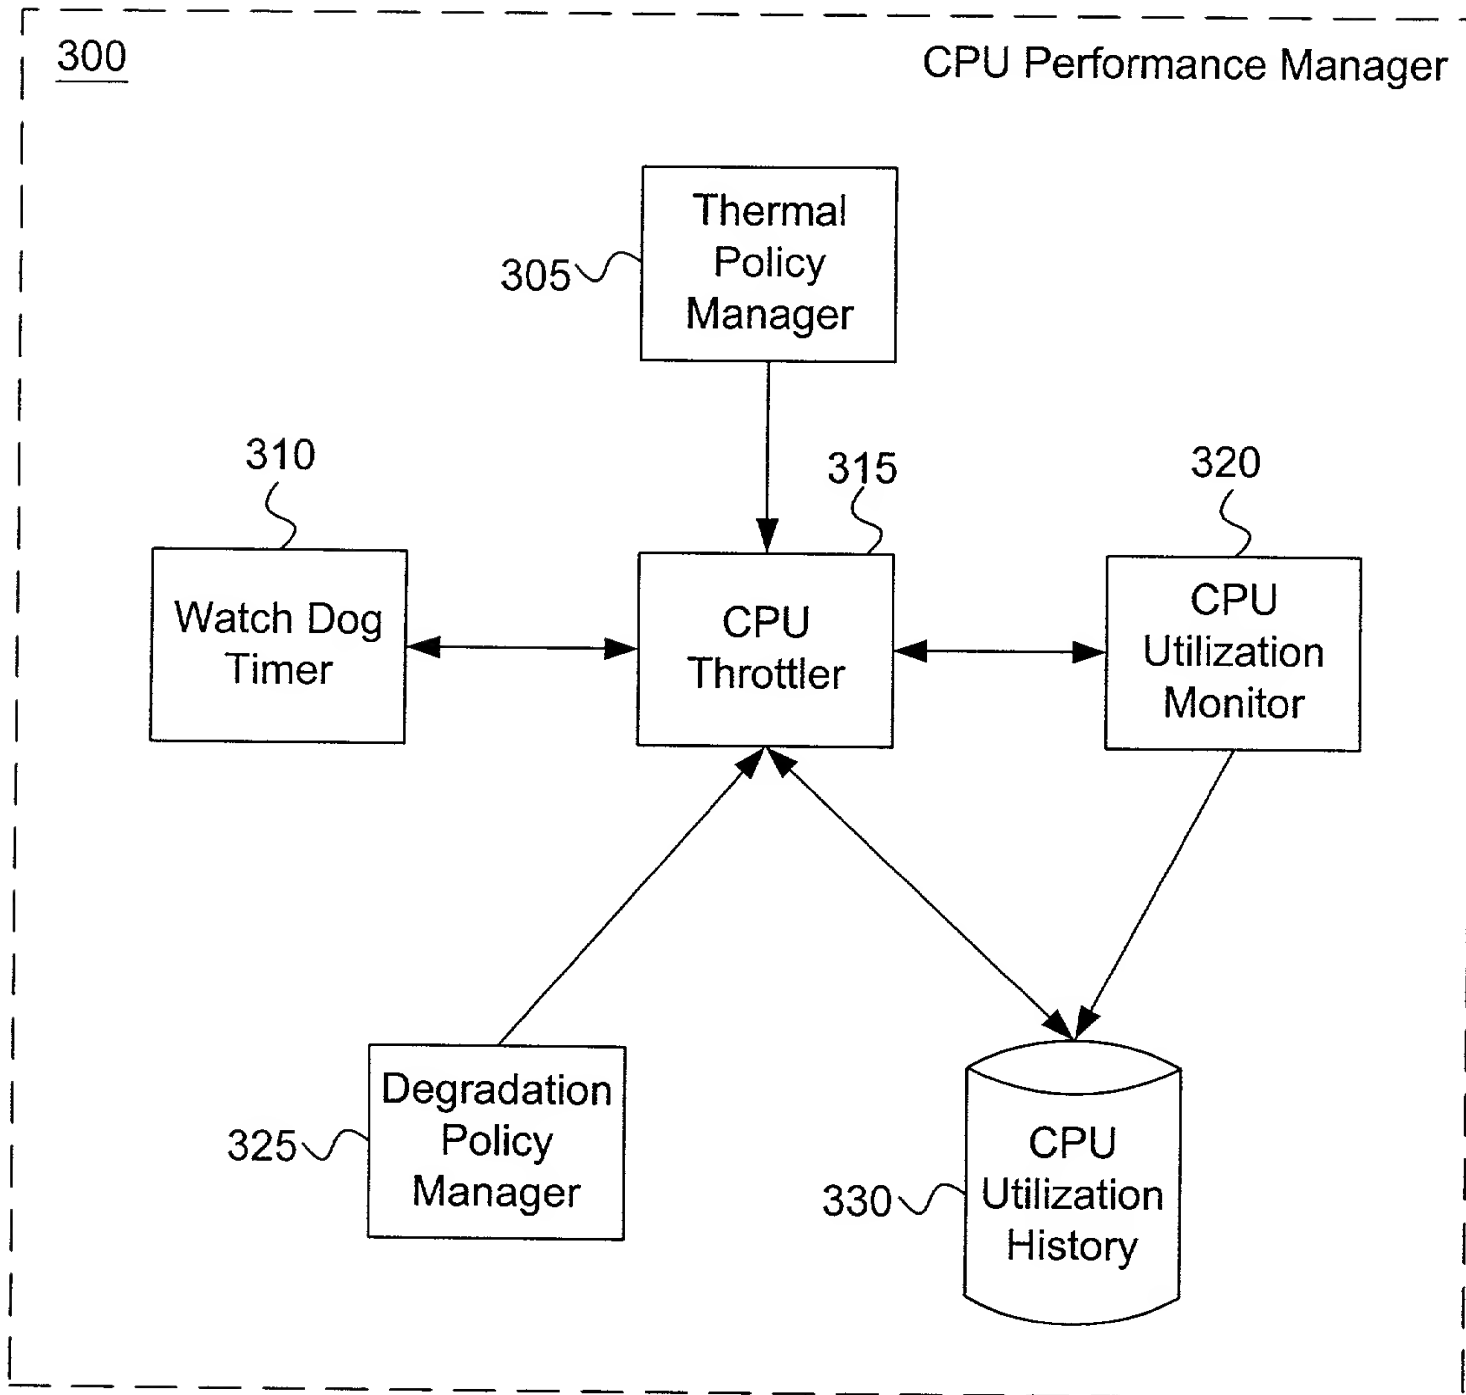 300
CPU Performance Manager
Thermal
Policy
Manager
305
310
315
320
Watch Dog
Timer
CPU
Throttler
CPU
Utilization
Monitor
Degradation
Policy
Manager
325
CPU
Utilization
History
330